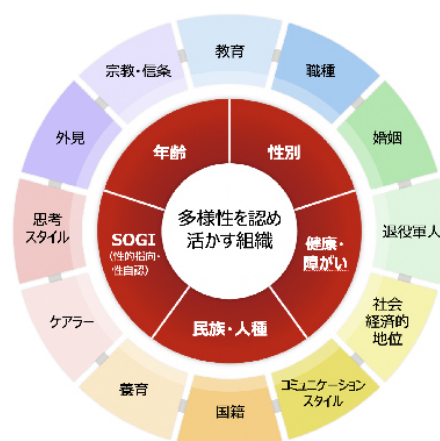 教育
職種
婚姻
退役軍人
社会
経済的
地位
コミュニケーション
スタイル
国籍
養育
ケアラー
思考
スタイル
外見
宗教・信条
年齢
性別
健康・
障がい
民族・人種
SOGI
(性的指向・
性自認)
多様性を認め
活かす組織